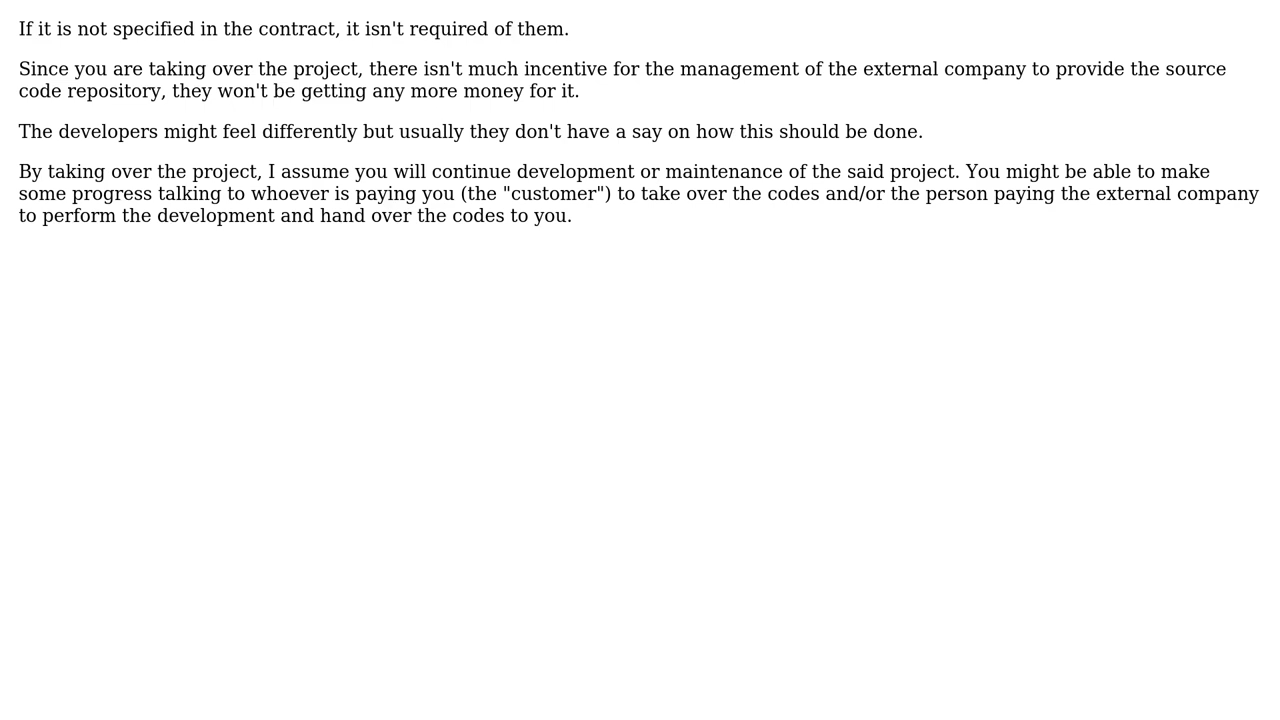 If it is not specified in the contract, it isn't required of them.
Since you are taking over the project, there isn't much incentive for the management of the external company to provide the source
code repository, they won't be getting any more money for it.
The developers might feel differently but usually they don't have a say on how this should be done.
By taking over the project, I assume you will continue development or maintenance of the said project. You might be able to make
some progress talking to whoever is paying you (the "customer") to take over the codes and/or the person paying the external company
to perform the development and hand over the codes to you.